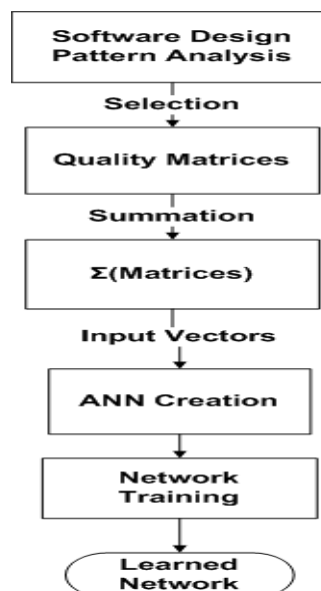 Software Design
Pattern Analysis
Selection
Quality Matrices
Summation
Σ(Matrices)
Input Vectors
ANN Creation
Network
Training
Learned
Network